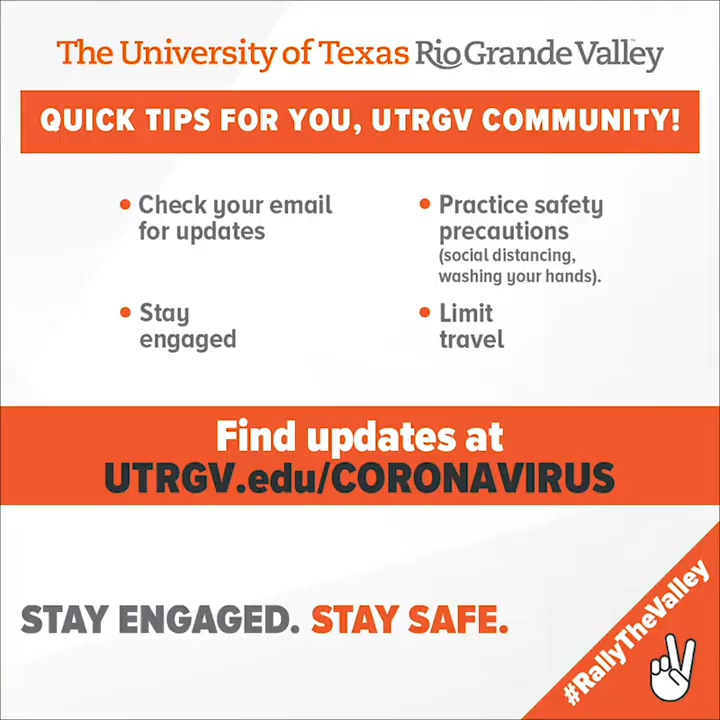 The University of Texas Rio Grande Valley™
QUICK TIPS FOR YOU, UTRGV COMMUNITY!
• Check your email
for updates
• Stay
engaged
• Practice safety
precautions
(social distancing,
washing your hands).
• Limit
travel
Find updates at
UTRGV.edu/CORONAVIRUS
STAY ENGAGED. STAY SAFE.
#RallyTheValley